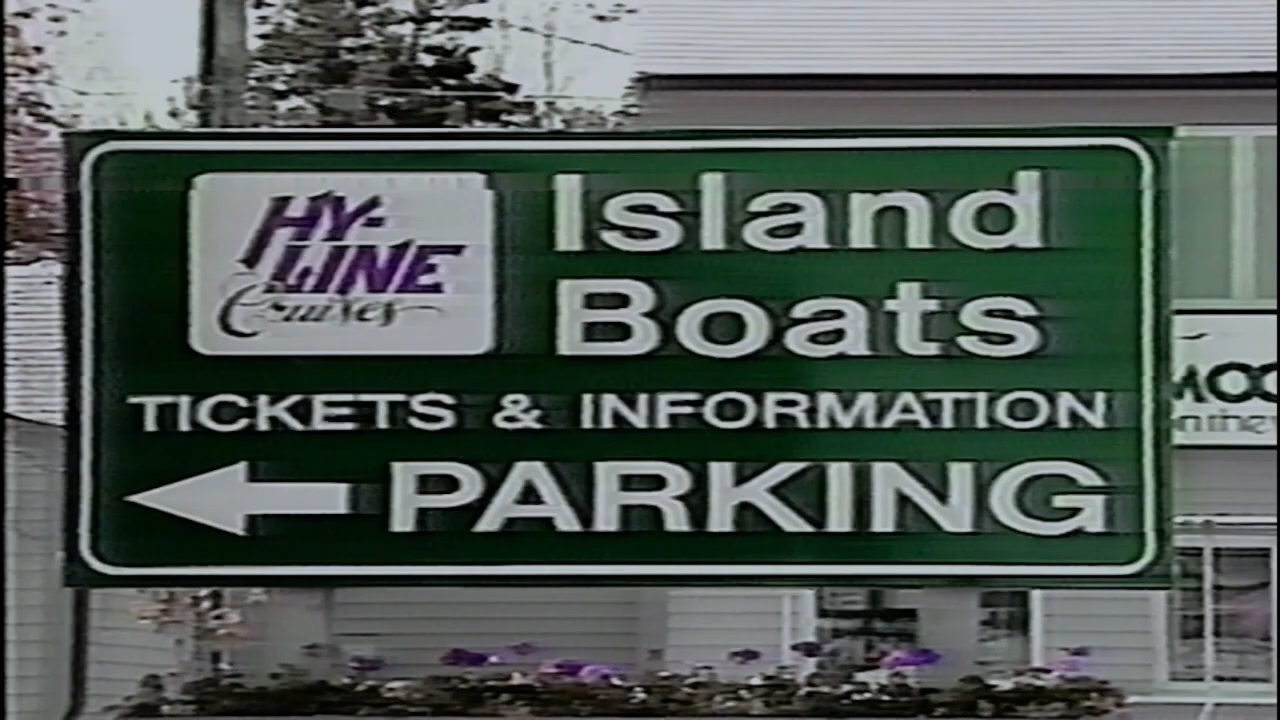 HY-
LINE
Cruises
Island
Boats
TICKETS & INFORMATION
PARKING